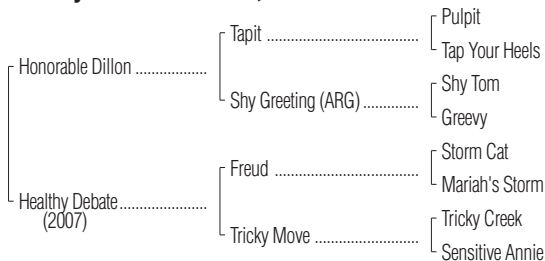 Pulpit
Tapit ..............................
Tap Your Heels
Honorable Dillon ..................
Shy Tom
Shy Greeting (ARG)..............
Greevy
Storm Cat
Freud ..............................
Mariah's Storm
Healthy Debate......................
(2007)
Tricky Creek
Tricky Move .....................
Sensitive Annie